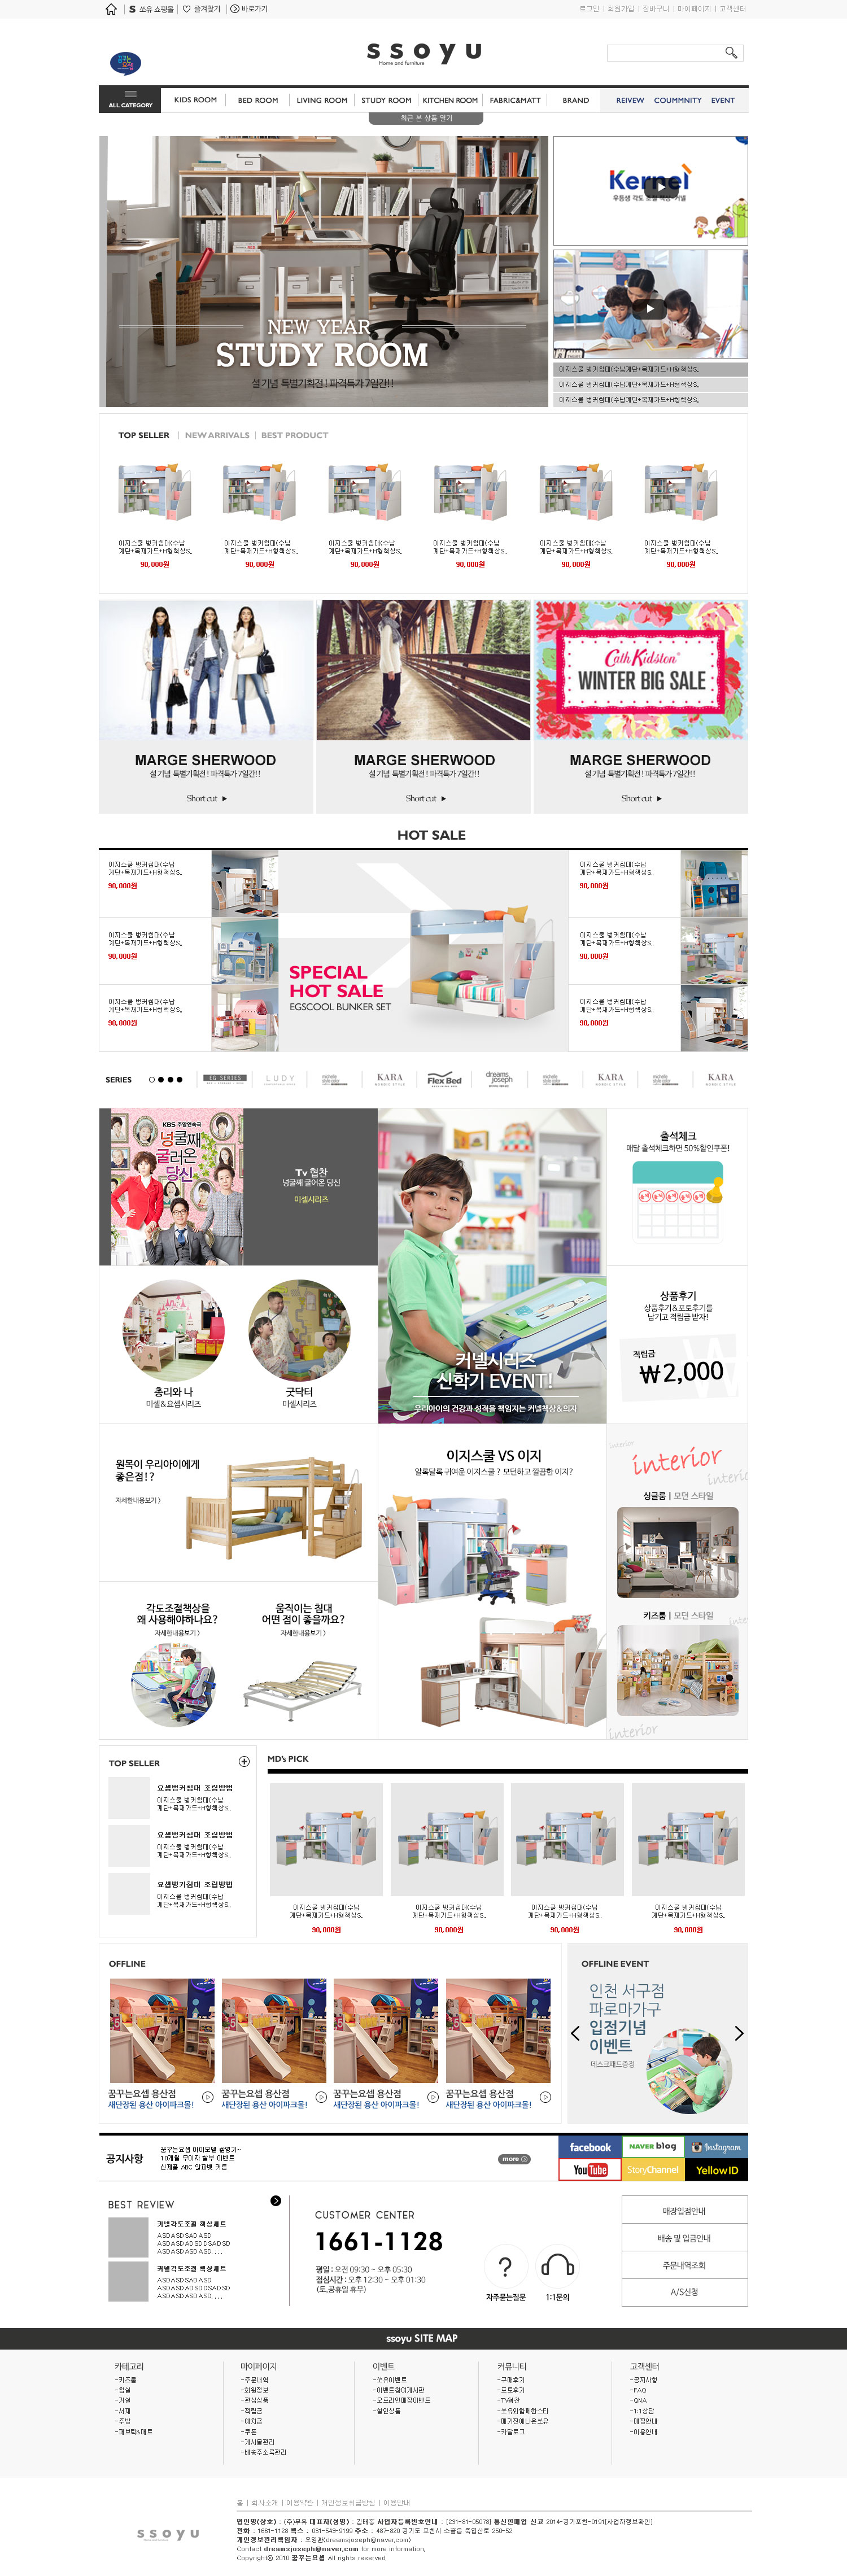 S 쏘유 쇼핑몰 | 즐겨찾기 | 바로가기
로그인 | 회원가입 | 장바구니 | 마이페이지 | 고객센터
꿈꾸는 요셉
ssoyu
Home and furniture
ALL CATEGORY
KIDS ROOM
BED ROOM
LIVING ROOM
STUDY ROOM
KITCHEN ROOM
FABRIC&MATT
BRAND
REIVEW
COUMMNITY
EVENT
최근 본 상품 열기
NEW YEAR
STUDY ROOM
설 기념 특별기획전! 파격특가 7일간!!
Kernel
이지스쿨 벙커침대(수납계단+목재가드+H형책상S..
이지스쿨 벙커침대(수납계단+목재가드+H형책상S..
이지스쿨 벙커침대(수납계단+목재가드+H형책상S..
TOP SELLER | NEW ARRIVALS | BEST PRODUCT
이지스쿨 벙커침대(수납
계단+목재가드+H형책상S..
90,000원
이지스쿨 벙커침대(수납
계단+목재가드+H형책상S..
90,000원
이지스쿨 벙커침대(수납
계단+목재가드+H형책상S..
90,000원
이지스쿨 벙커침대(수납
계단+목재가드+H형책상S..
90,000원
이지스쿨 벙커침대(수납
계단+목재가드+H형책상S..
90,000원
이지스쿨 벙커침대(수납
계단+목재가드+H형책상S..
90,000원
Cath Kidston
WINTER BIG SALE
MARGE SHERWOOD
설 기념 특별기획전! 파격특가 7일간!!
Short cut ▶
MARGE SHERWOOD
설 기념 특별기획전! 파격특가 7일간!!
Short cut ▶
MARGE SHERWOOD
설 기념 특별기획전! 파격특가 7일간!!
Short cut ▶
HOT SALE
이지스쿨 벙커침대(수납
계단+목재가드+H형책상S..
90,000원
이지스쿨 벙커침대(수납
계단+목재가드+H형책상S..
90,000원
이지스쿨 벙커침대(수납
계단+목재가드+H형책상S..
90,000원
SPECIAL
HOT SALE
EGSCOOL BUNKER SET
이지스쿨 벙커침대(수납
계단+목재가드+H형책상S..
90,000원
이지스쿨 벙커침대(수납
계단+목재가드+H형책상S..
90,000원
이지스쿨 벙커침대(수납
계단+목재가드+H형책상S..
90,000원
SERIES
EG SERIES
LUDY
michelle
KARA
NORDIC STYLE
Flex Bed
dreams joseph
michelle
KARA
NORDIC STYLE
michelle
KARA
NORDIC STYLE
KBS 주말연속극
넝쿨째
굴러온
당신
Tv 협찬
넝굴째 굴어온 당신
미셸시리즈
총리와 나
미셸&요셉시리즈
굿닥터
미셸시리즈
커넬시리즈
신학기 EVENT!
우리아이의 건강과 성적을 책임지는 커넬책상&의자
출석체크
매달 출석체크하면 50%할인쿠폰!
상품후기
상품후기&포토후기를
남기고 적립금 받자!
적립금
₩2,000
원목이 우리아이에게
좋은점!?
자세한내용보기 >
각도조절책상을
왜 사용해야하나요?
자세한내용보기 >
움직이는 침대
어떤 점이 좋을까요?
자세한내용보기 >
이지스쿨 VS 이지
알록달록 귀여운 이지스쿨? 모던하고 깔끔한 이지?
interior
interior
interior
싱글룸 | 모던 스타일
키즈룸 | 모던 스타일
inte
interior
TOP SELLER
요셉벙커침대 조립방법
이지스쿨 벙커침대(수납
계단+목재가드+H형책상S..
요셉벙커침대 조립방법
이지스쿨 벙커침대(수납
계단+목재가드+H형책상S..
요셉벙커침대 조립방법
이지스쿨 벙커침대(수납
계단+목재가드+H형책상S..
MD's PICK
이지스쿨 벙커침대(수납
계단+목재가드+H형책상S..
90,000원
이지스쿨 벙커침대(수납
계단+목재가드+H형책상S..
90,000원
이지스쿨 벙커침대(수납
계단+목재가드+H형책상S..
90,000원
이지스쿨 벙커침대(수납
계단+목재가드+H형책상S..
90,000원
OFFLINE
꿈꾸는요셉 용산점
새단장된 용산 아이파크몰!
꿈꾸는요셉 용산점
새단장된 용산 아이파크몰!
꿈꾸는요셉 용산점
새단장된 용산 아이파크몰!
꿈꾸는요셉 용산점
새단장된 용산 아이파크몰!
OFFLINE EVENT
인천 서구점
파로마가구
입점기념
이벤트
데스크패드증정
공지사항
꿈꾸는요셉 아이모델 촬영기~
10개월 무이자 할부 이벤트
신제품 ABC 알파벳 커튼
more
facebook
NAVER blog
Instagram
YouTube
StoryChannel
YellowID
BEST REVIEW
커넬각도조절 책상세트
ASDASDSADASD
ASDASDASDDSADSD
ASDASDASDASD....
커넬각도조절 책상세트
ASDASDSADASD
ASDASDASDDSADSD
ASDASDASDASD....
CUSTOMER CENTER
1661-1128
평일 : 오전 09:30 ~ 오후 05:30
점심시간 : 오후 12:30 ~ 오후 01:30
(토,공휴일 휴무)
?
자주묻는질문
1:1문의
매장입점안내
배송 및 입금안내
주문내역조회
A/S신청
ssoyu SITE MAP
카테고리
-키즈룸
-침실
-거실
-서재
-주방
-패브릭&매트
마이페이지
-주문내역
-회원정보
-관심상품
-적립금
-예치금
-쿠폰
-게시물관리
-배송주소록관리
이벤트
-쏘유이벤트
-이벤트참여게시판
-오프라인매장이벤트
-할인상품
커뮤니티
-구매후기
-포토후기
-TV협찬
-쏘유와함께한스타
-매거진에나온쏘유
-카탈로그
고객센터
-공지사항
-FAQ
-QNA
-1:1상담
-매장안내
-이용안내
홈 | 회사소개 | 이용약관 | 개인정보취급방침 | 이용안내
ssoyu
법인명(상호) : (주)무유 대표자(성명) : 김태홍 사업자등록번호안내 : [231-81-05078] 통신판매업 신고 2014-경기포천-0191[사업자정보확인]
전화 : 1661-1128 팩스 : 031-543-9199 주소 : 487-820 경기도 포천시 소흘읍 죽엽산로 250-52
개인정보관리책임자 : 오영환(dreamsjoseph@naver.com)
Contact dreamsjoseph@naver.com for more information.
Copyright© 2010 꿈꾸는요셉 All rights reserved.